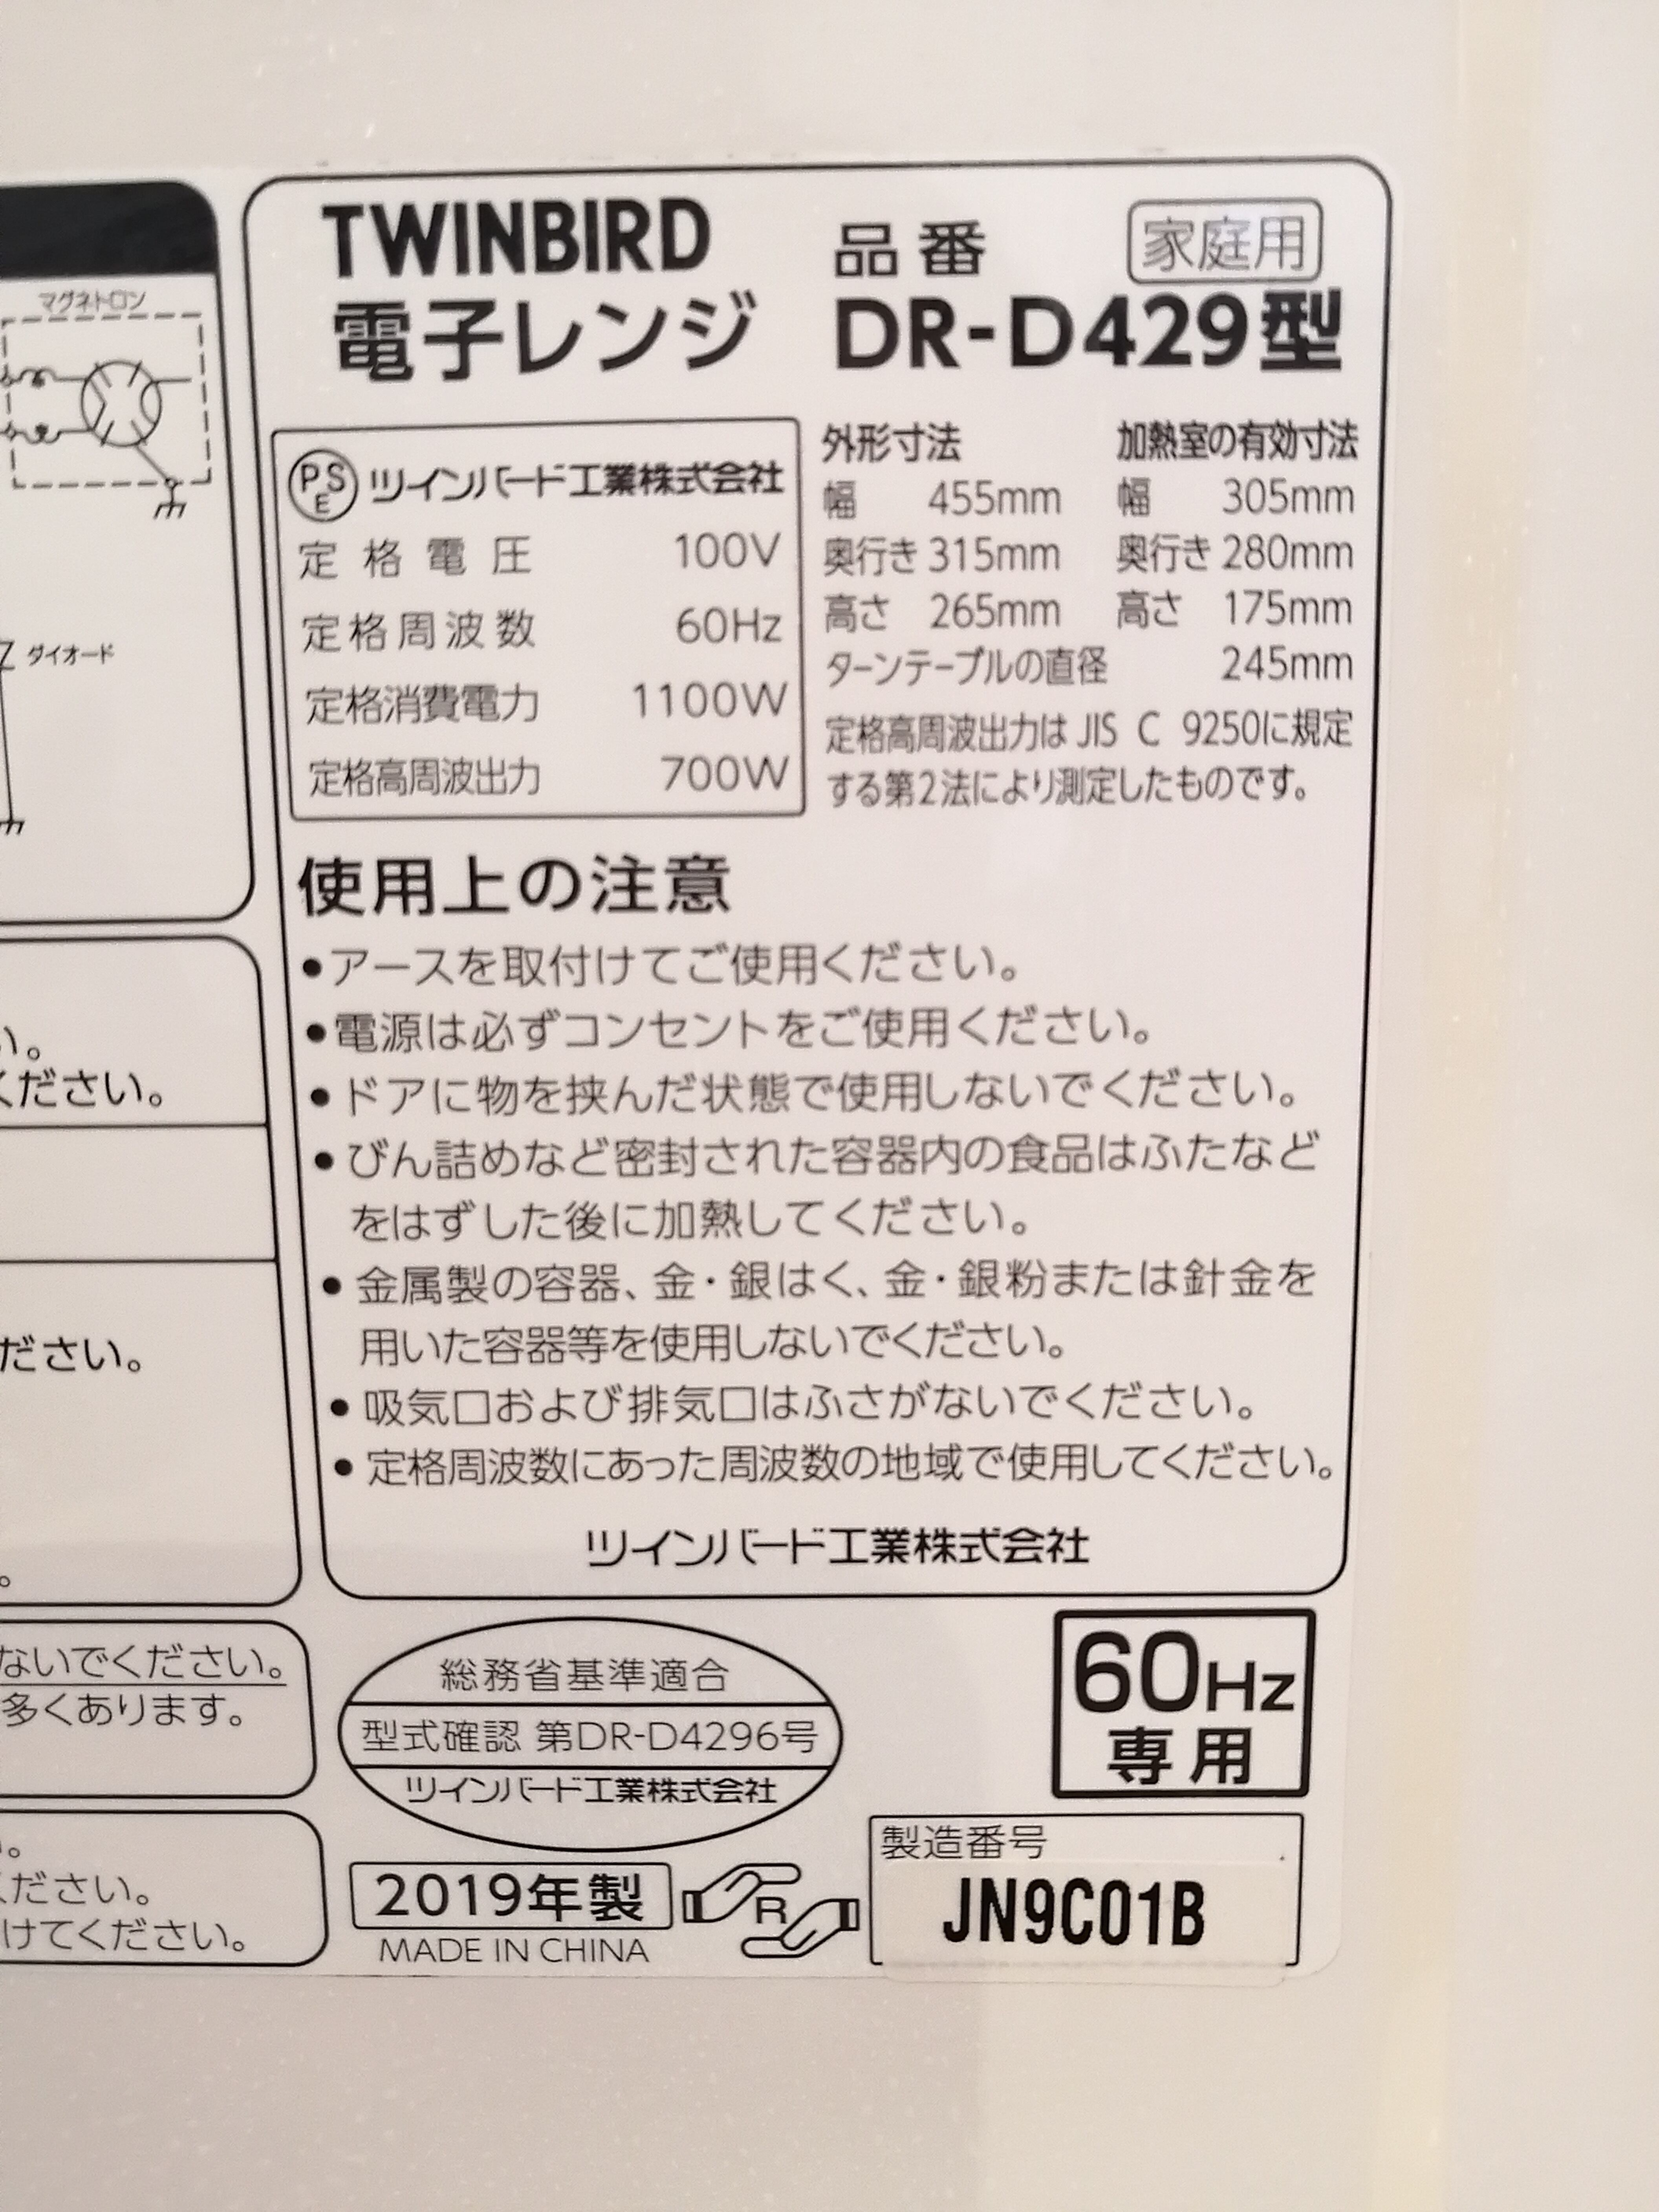 マグネトロン
ダイオード
い。
ください。
ださい。
。
ないでください。
多くあります。
。
ください。
けてください。
TWINBIRD 品番 家庭用
電子レンジ DR-D429型
PSE ツインバード工業株式会社
定格電圧 100V
定格周波数 60Hz
定格消費電力 1100W
定格高周波出力 700W
外形寸法 加熱室の有効寸法
幅 455mm 幅 305mm
奥行き 315mm 奥行き 280mm
高さ 265mm 高さ 175mm
ターンテーブルの直径 245mm
定格高周波出力は JIS C 9250に規定
する第2法により測定したものです。
使用上の注意
●アースを取付けてご使用ください。
●電源は必ずコンセントをご使用ください。
●ドアに物を挟んだ状態で使用しないでください。
●びん詰めなど密封された容器内の食品はふたなど
をはずした後に加熱してください。
●金属製の容器、金・銀はく、金・銀粉または針金を
用いた容器等を使用しないでください。
●吸気口および排気口はふさがないでください。
●定格周波数にあった周波数の地域で使用してください。
ツインバード工業株式会社
総務省基準適合
型式確認 第DR-D4296号
ツインバード工業株式会社
60Hz
専用
2019年製
MADE IN CHINA
R
製造番号
JN9C01B